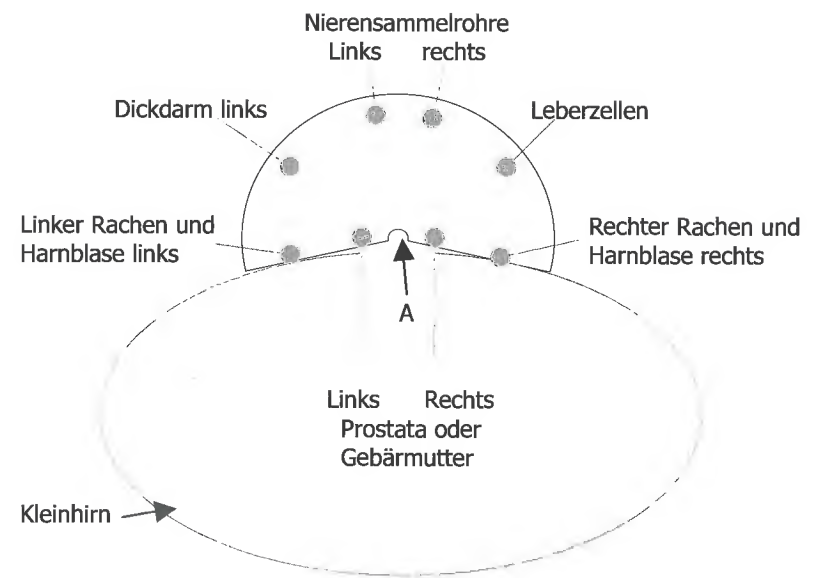 Nierensammelrohre
Links rechts
Dickdarm links
Leberzellen
Linker Rachen und
Harnblase links
Rechter Rachen und
Harnblase rechts
A
Links Rechts
Prostata oder
Gebärmutter
Kleinhirn